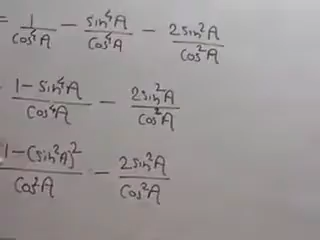 = 1/cos⁴A − sin⁴A/cos⁴A − 2sin²A/cos²A
1 − sin⁴A/cos⁴A − 2sin²A/cos²A
1 − (sin²A)²/cos⁴A − 2sin²A/cos²A